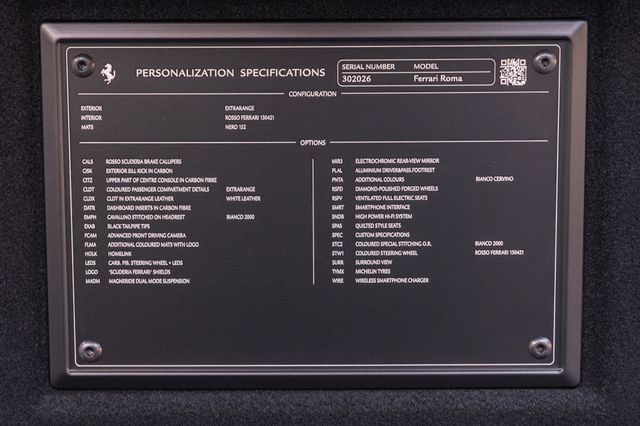 PERSONALIZATION SPECIFICATIONS
SERIAL NUMBER MODEL
302026 Ferrari Roma
CONFIGURATION
EXTERIOR EXTRARANGE
INTERIOR ROSSO FERRARI 130421
MATS NERO 152
OPTIONS
CALS ROSSO SCUDERIA BRAKE CALLIPERS
CISK EXTERIOR SILL KICK IN CARBON
CITZ UPPER PART OF CENTRE CONSOLE IN CARBON FIBRE
CLDT COLOURED PASSENGER COMPARTMENT DETAILS EXTRARANGE
CLDX CLDT IN EXTRARANGE LEATHER WHITE LEATHER
DATR DASHBOARD INSERTS IN CARBON FIBRE
EMPH CAVALLINO STITCHED ON HEADREST BIANCO 2000
EXAB BLACK TAILPIPE TIPS
FCAM ADVANCED FRONT DRIVING CAMERA
FLMA ADDITIONAL COLOURED MATS WITH LOGO
HOLK HOMELINK
LEDS CARB. FIB. STEERING WHEEL + LEDS
LOGO "SCUDERIA FERRARI" SHIELDS
MADM MAGNERIDE DUAL MODE SUSPENSION
MIR3 ELECTROCHROMIC REAR-VIEW MIRROR
PLAL ALUMINIUM DRIVER&PASS.FOOTREST
PNTA ADDITIONAL COLOURS BIANCO CERVINO
RSFD DIAMOND-POLISHED FORGED WHEELS
RSFV VENTILATED FULL ELECTRIC SEATS
SMRT SMARTPHONE INTERFACE
SNDB HIGH POWER HI-FI SYSTEM
SPAS QUILTED STYLE SEATS
SPEC CUSTOM SPECIFICATIONS
STC2 COLOURED SPECIAL STITCHING O.R. BIANCO 2000
STW1 COLOURED STEERING WHEEL ROSSO FERRARI 130421
SURR SURROUND VIEW
TYMX MICHELIN TYRES
WIRE WIRELESS SMARTPHONE CHARGER